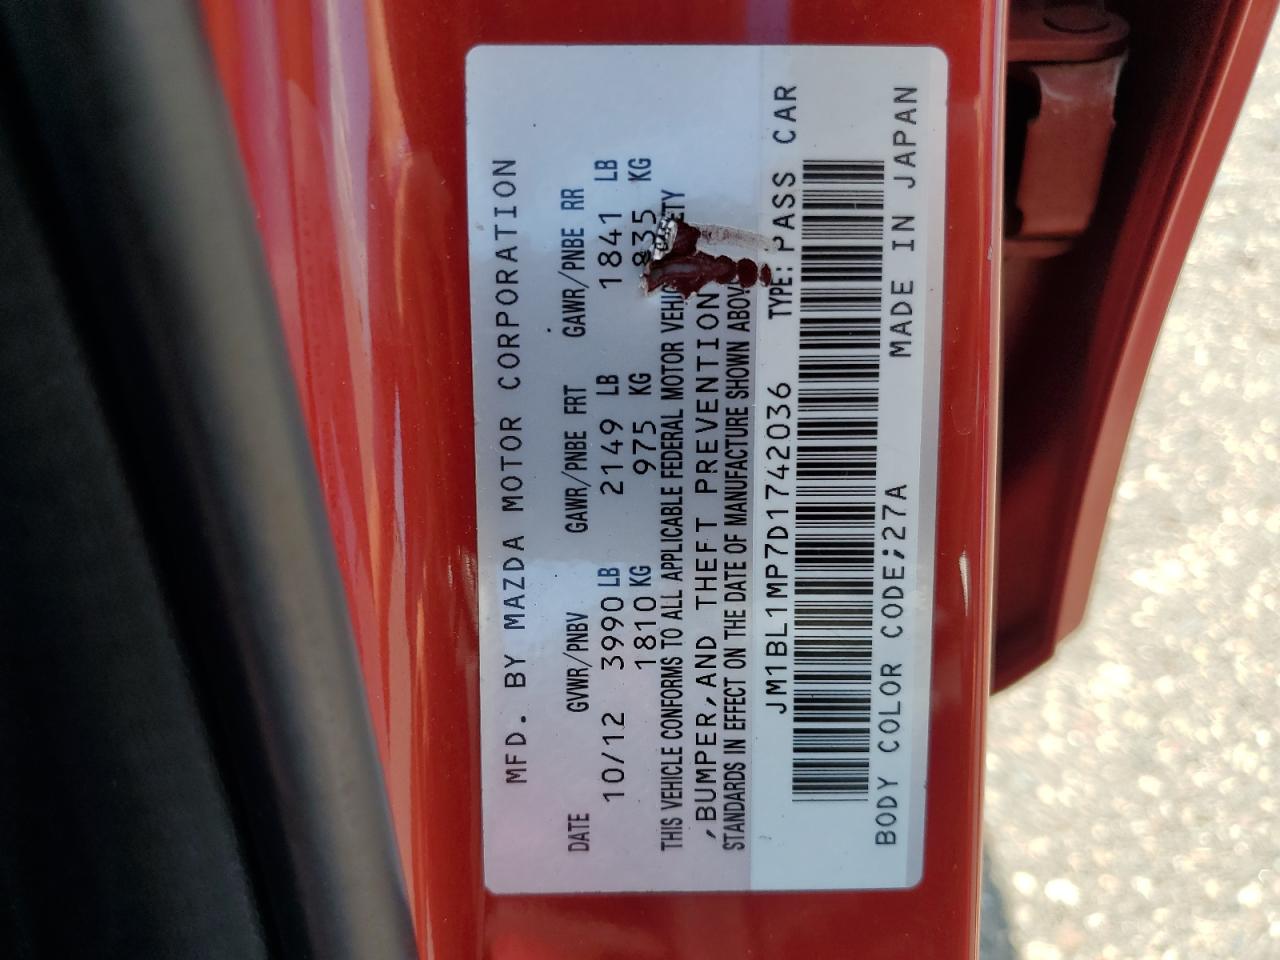 MFD. BY MAZDA MOTOR CORPORATION
DATE GVWR/PNBV GAWR/PNBE FRT GAWR/PNBE RR
10/12 3990 LB 2149 LB 1841 LB
1810 KG 975 KG 835 KG
THIS VEHICLE CONFORMS TO ALL APPLICABLE FEDERAL MOTOR
,BUMPER,AND THEFT PREVENTION
STANDARDS IN EFFECT ON THE DATE OF MANUFACTURE SHOWN
JM1BL1MP7D1742036 TYPE: PASS CAR
BODY COLOR CODE;27A MADE IN JAPAN